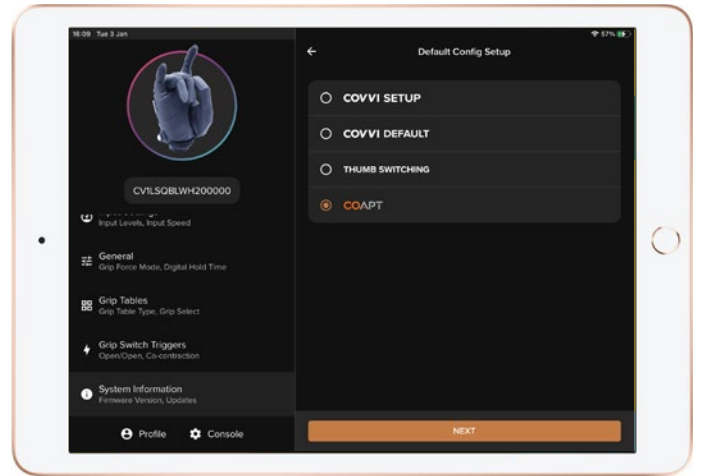 16:09 Tue 3 Jan
57%
Default Config Setup
CV1LSQBLWH200000
Input Levels, Input Speed
General
Grip Force Mode, Digital Hold Time
Grip Tables
Grip Table Type, Grip Select
Grip Switch Triggers
Open/Open, Co-contraction
System Information
Firmware Version, Updates
Profile
Console
COVVI SETUP
COVVI DEFAULT
THUMB SWITCHING
COAPT
NEXT